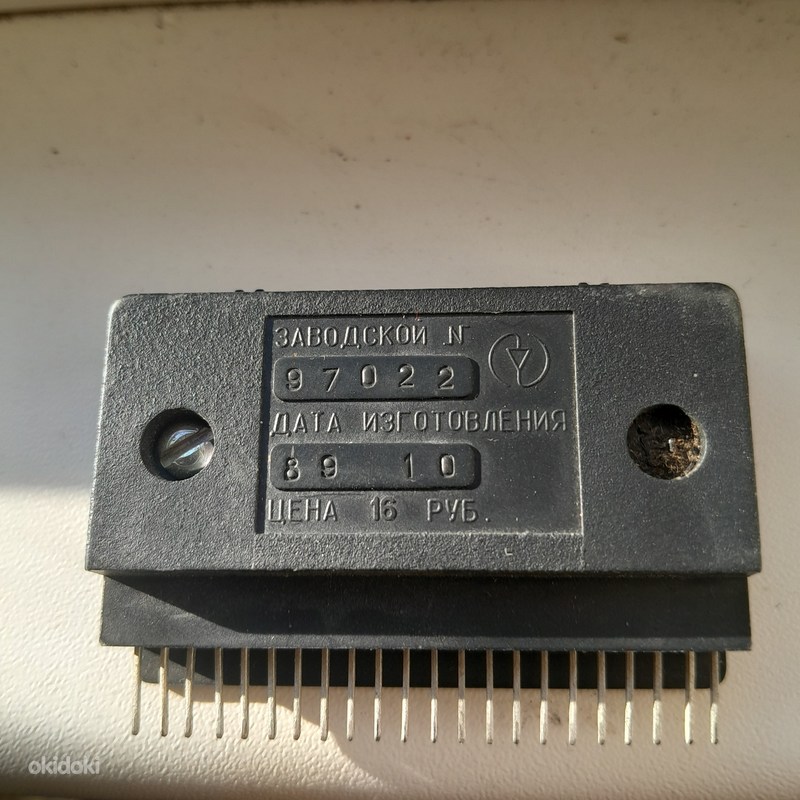 ЗАВОДСКОЙ №
97022
ДАТА ИЗГОТОВЛЕНИЯ
89 10
ЦЕНА 16 РУБ.
okidoki